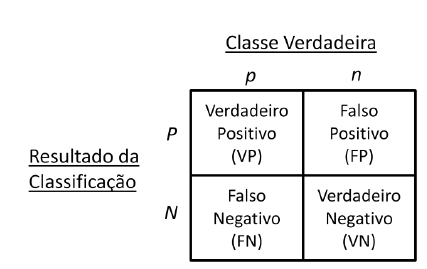 Classe Verdadeira
p n
Verdadeiro Falso
P Positivo Positivo
(VP) (FP)
Resultado da
Classificação
Falso Verdadeiro
N Negativo Negativo
(FN) (VN)